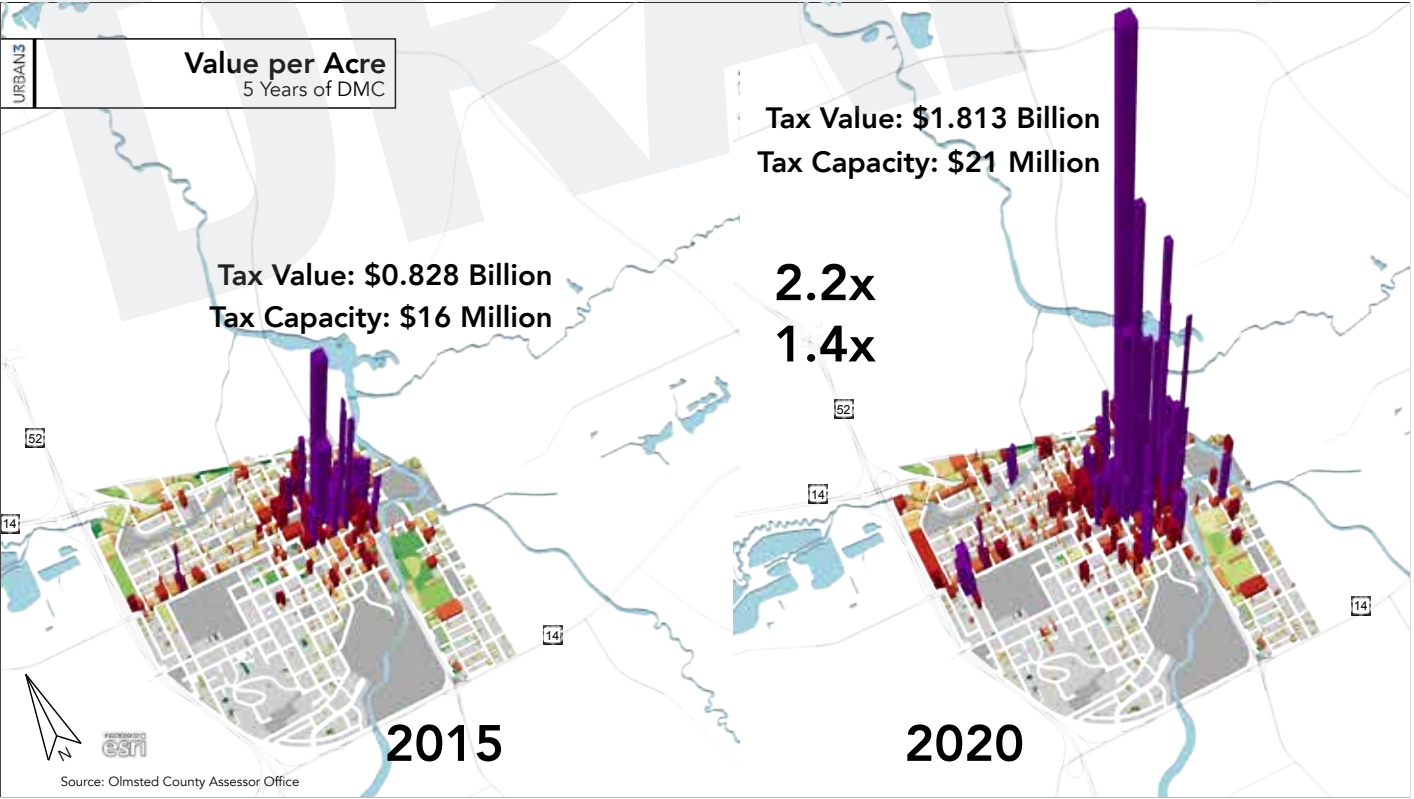 DRA
URBAN3
Value per Acre
5 Years of DMC
Tax Value: $0.828 Billion
Tax Capacity: $16 Million
52
14
14
N
esri
2015
Source: Olmsted County Assessor Office
Tax Value: $1.813 Billion
Tax Capacity: $21 Million
2.2x
1.4x
52
14
14
2020